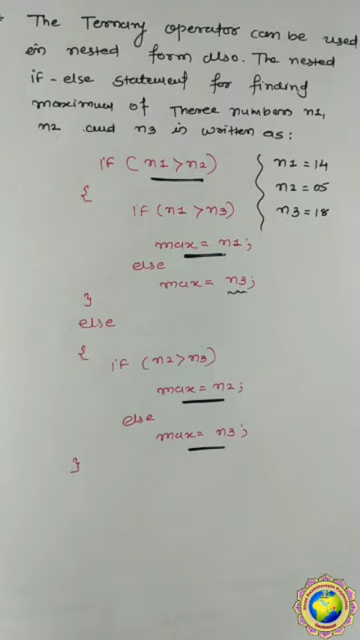 The Ternary operator can be used
in nested form also. The nested
if-else statement for finding
maximum of Theree numbers n1,
n2 and n3 is written as:
if (n1>n2)
{
if(n1>n3)
max = n1;
else
max = n3;
}
else
{ if (n2>n3)
max = n2;
else
max = n3;
}
n1=14
n2=05
n3=18